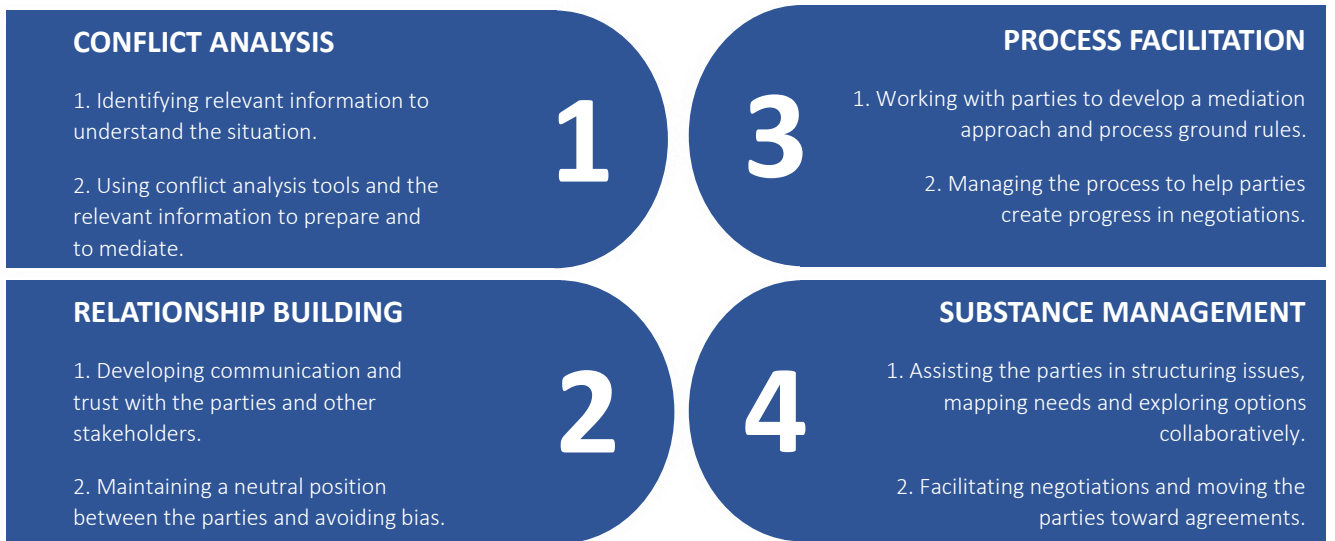 CONFLICT ANALYSIS
1. Identifying relevant information to
understand the situation.
2. Using conflict analysis tools and the
relevant information to prepare and
to mediate.
1
RELATIONSHIP BUILDING
1. Developing communication and
trust with the parties and other
stakeholders.
2. Maintaining a neutral position
between the parties and avoiding bias.
2
PROCESS FACILITATION
3
1. Working with parties to develop a mediation
approach and process ground rules.
2. Managing the process to help parties
create progress in negotiations.
SUBSTANCE MANAGEMENT
4
1. Assisting the parties in structuring issues,
mapping needs and exploring options
collaboratively.
2. Facilitating negotiations and moving the
parties toward agreements.